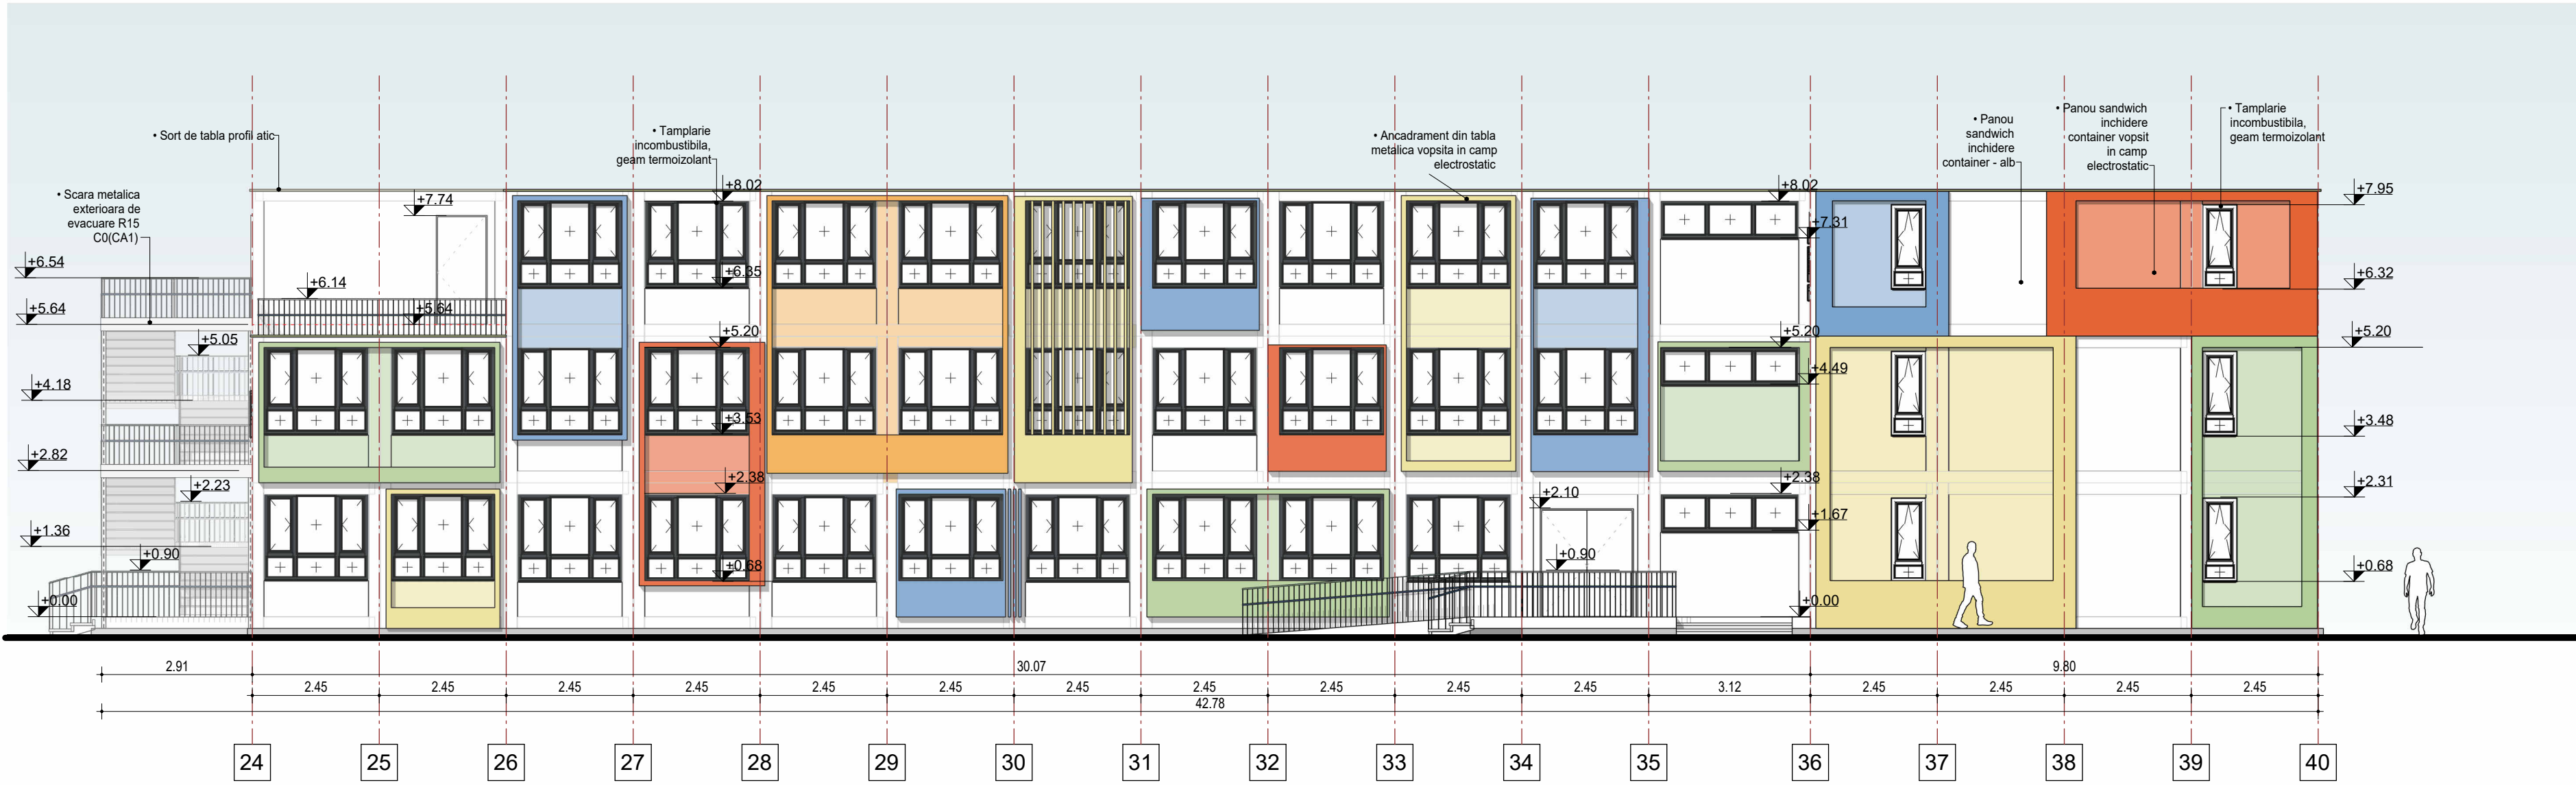 • Sort de tabla profil atic
• Scara metalica
exterioara de
evacuare R15
C0(CA1)
• Tamplarie
incombustibila,
geam termoizolant
• Ancadrament din tabla
metalica vopsita in camp
electrostatic
• Panou
sandwich
inchidere
container - alb
• Panou sandwich
inchidere
container vopsit
in camp
electrostatic
• Tamplarie
incombustibila,
geam termoizolant
+6.54
+5.64
+5.05
+4.18
+2.82
+2.23
+1.36
+0.90
+0.00
+7.74
+6.14
+5.64
+8.02
+6.35
+5.20
+3.53
+2.38
+0.68
+2.10
+0.90
+8.02
+7.31
+5.20
+4.49
+2.38
+1.67
+0.00
+7.95
+6.32
+5.20
+3.48
+2.31
+0.68
2.91 30.07 9.80
2.45 2.45 2.45 2.45 2.45 2.45 2.45 2.45 2.45 2.45 2.45 3.12 2.45 2.45 2.45 2.45
42.78
24 25 26 27 28 29 30 31 32 33 34 35 36 37 38 39 40